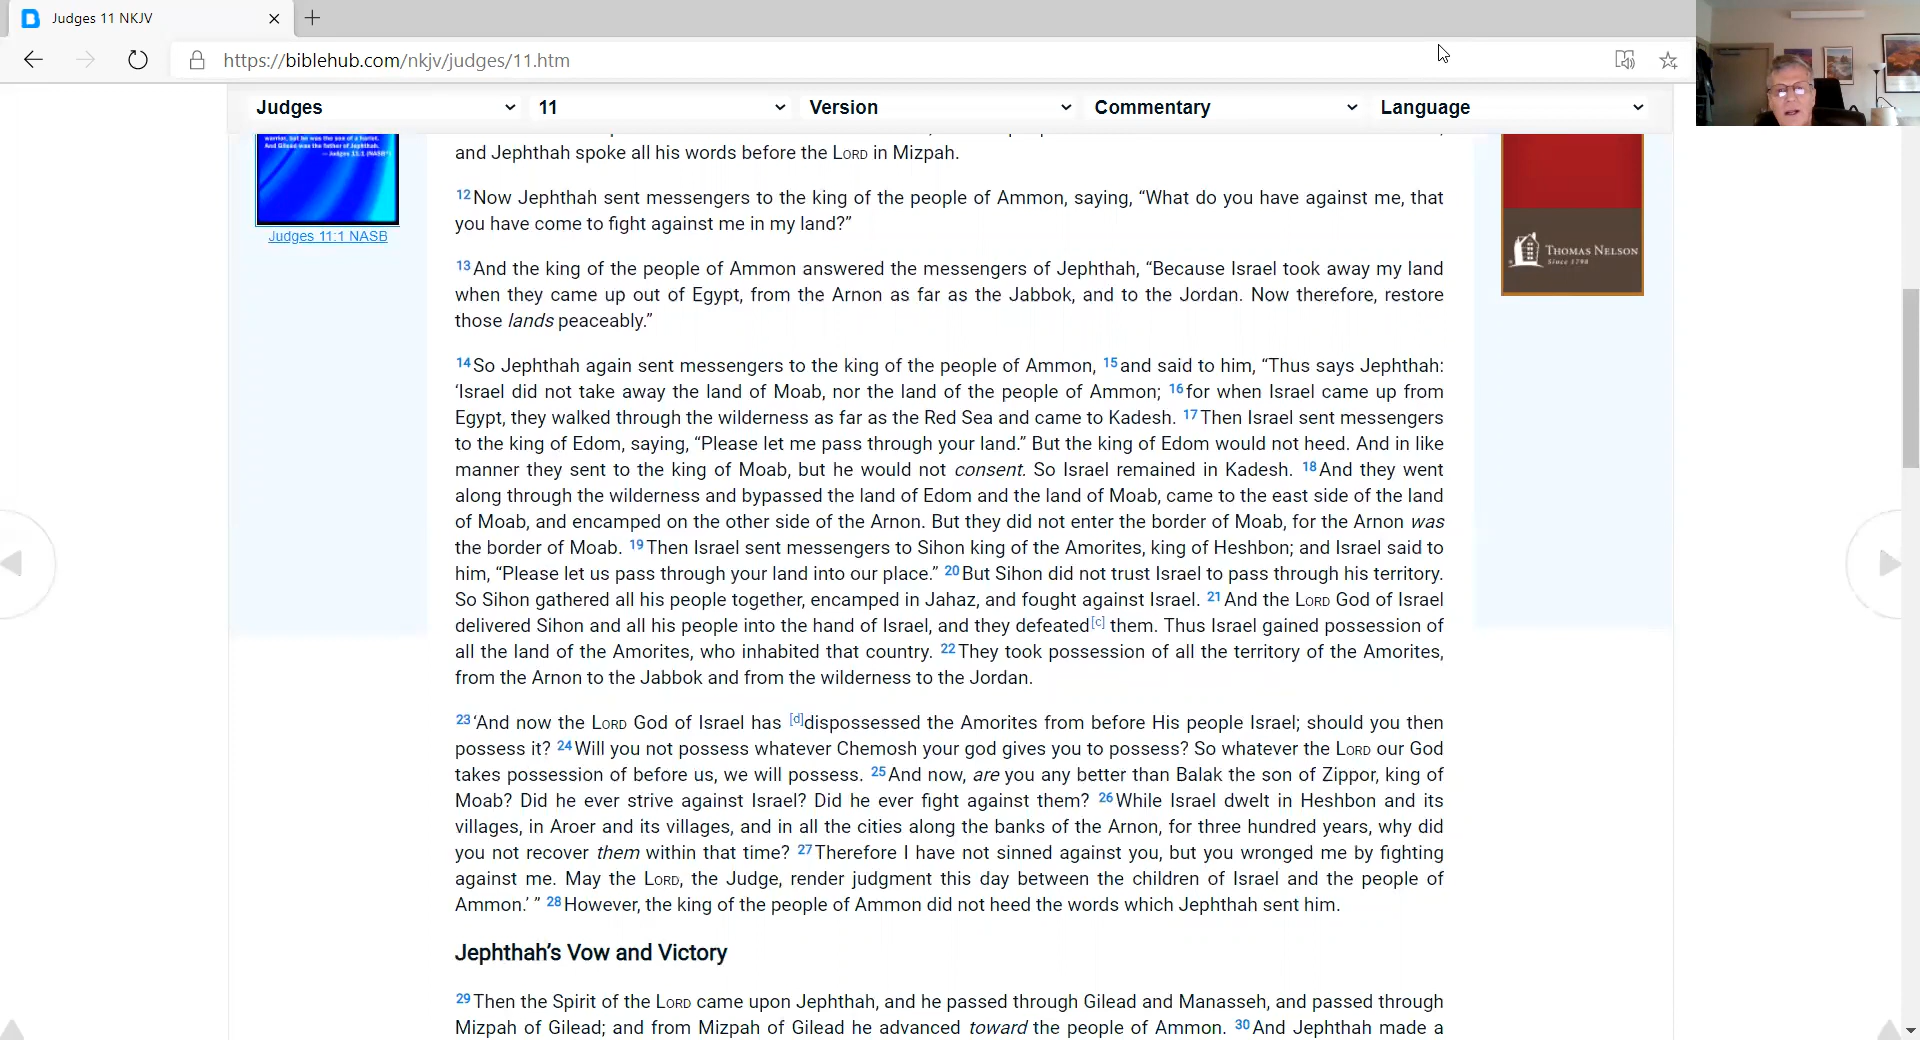 Judges 11 NKJV
https://biblehub.com/nkjv/judges/11.htm
Judges 11 Version Commentary Language
warrior, but he was the son of a harlot.
And Gilead was the father of Jephthah.
— Judges 11:1 (NASB*)
Judges 11:1 NASB
THOMAS NELSON
Since 1798
and Jephthah spoke all his words before the LORD in Mizpah.
12 Now Jephthah sent messengers to the king of the people of Ammon, saying, “What do you have against me, that
you have come to fight against me in my land?”
13 And the king of the people of Ammon answered the messengers of Jephthah, “Because Israel took away my land
when they came up out of Egypt, from the Arnon as far as the Jabbok, and to the Jordan. Now therefore, restore
those lands peaceably.”
14 So Jephthah again sent messengers to the king of the people of Ammon, 15 and said to him, “Thus says Jephthah:
‘Israel did not take away the land of Moab, nor the land of the people of Ammon; 16 for when Israel came up from
Egypt, they walked through the wilderness as far as the Red Sea and came to Kadesh. 17 Then Israel sent messengers
to the king of Edom, saying, “Please let me pass through your land.” But the king of Edom would not heed. And in like
manner they sent to the king of Moab, but he would not consent. So Israel remained in Kadesh. 18 And they went
along through the wilderness and bypassed the land of Edom and the land of Moab, came to the east side of the land
of Moab, and encamped on the other side of the Arnon. But they did not enter the border of Moab, for the Arnon was
the border of Moab. 19 Then Israel sent messengers to Sihon king of the Amorites, king of Heshbon; and Israel said to
him, “Please let us pass through your land into our place.” 20 But Sihon did not trust Israel to pass through his territory.
So Sihon gathered all his people together, encamped in Jahaz, and fought against Israel. 21 And the LORD God of Israel
delivered Sihon and all his people into the hand of Israel, and they defeated[c] them. Thus Israel gained possession of
all the land of the Amorites, who inhabited that country. 22 They took possession of all the territory of the Amorites,
from the Arnon to the Jabbok and from the wilderness to the Jordan.
23 ‘And now the LORD God of Israel has [d]dispossessed the Amorites from before His people Israel; should you then
possess it? 24 Will you not possess whatever Chemosh your god gives you to possess? So whatever the LORD our God
takes possession of before us, we will possess. 25 And now, are you any better than Balak the son of Zippor, king of
Moab? Did he ever strive against Israel? Did he ever fight against them? 26 While Israel dwelt in Heshbon and its
villages, in Aroer and its villages, and in all the cities along the banks of the Arnon, for three hundred years, why did
you not recover them within that time? 27 Therefore I have not sinned against you, but you wronged me by fighting
against me. May the LORD, the Judge, render judgment this day between the children of Israel and the people of
Ammon.’ ” 28 However, the king of the people of Ammon did not heed the words which Jephthah sent him.
Jephthah’s Vow and Victory
29 Then the Spirit of the LORD came upon Jephthah, and he passed through Gilead and Manasseh, and passed through
Mizpah of Gilead; and from Mizpah of Gilead he advanced toward the people of Ammon. 30 And Jephthah made a